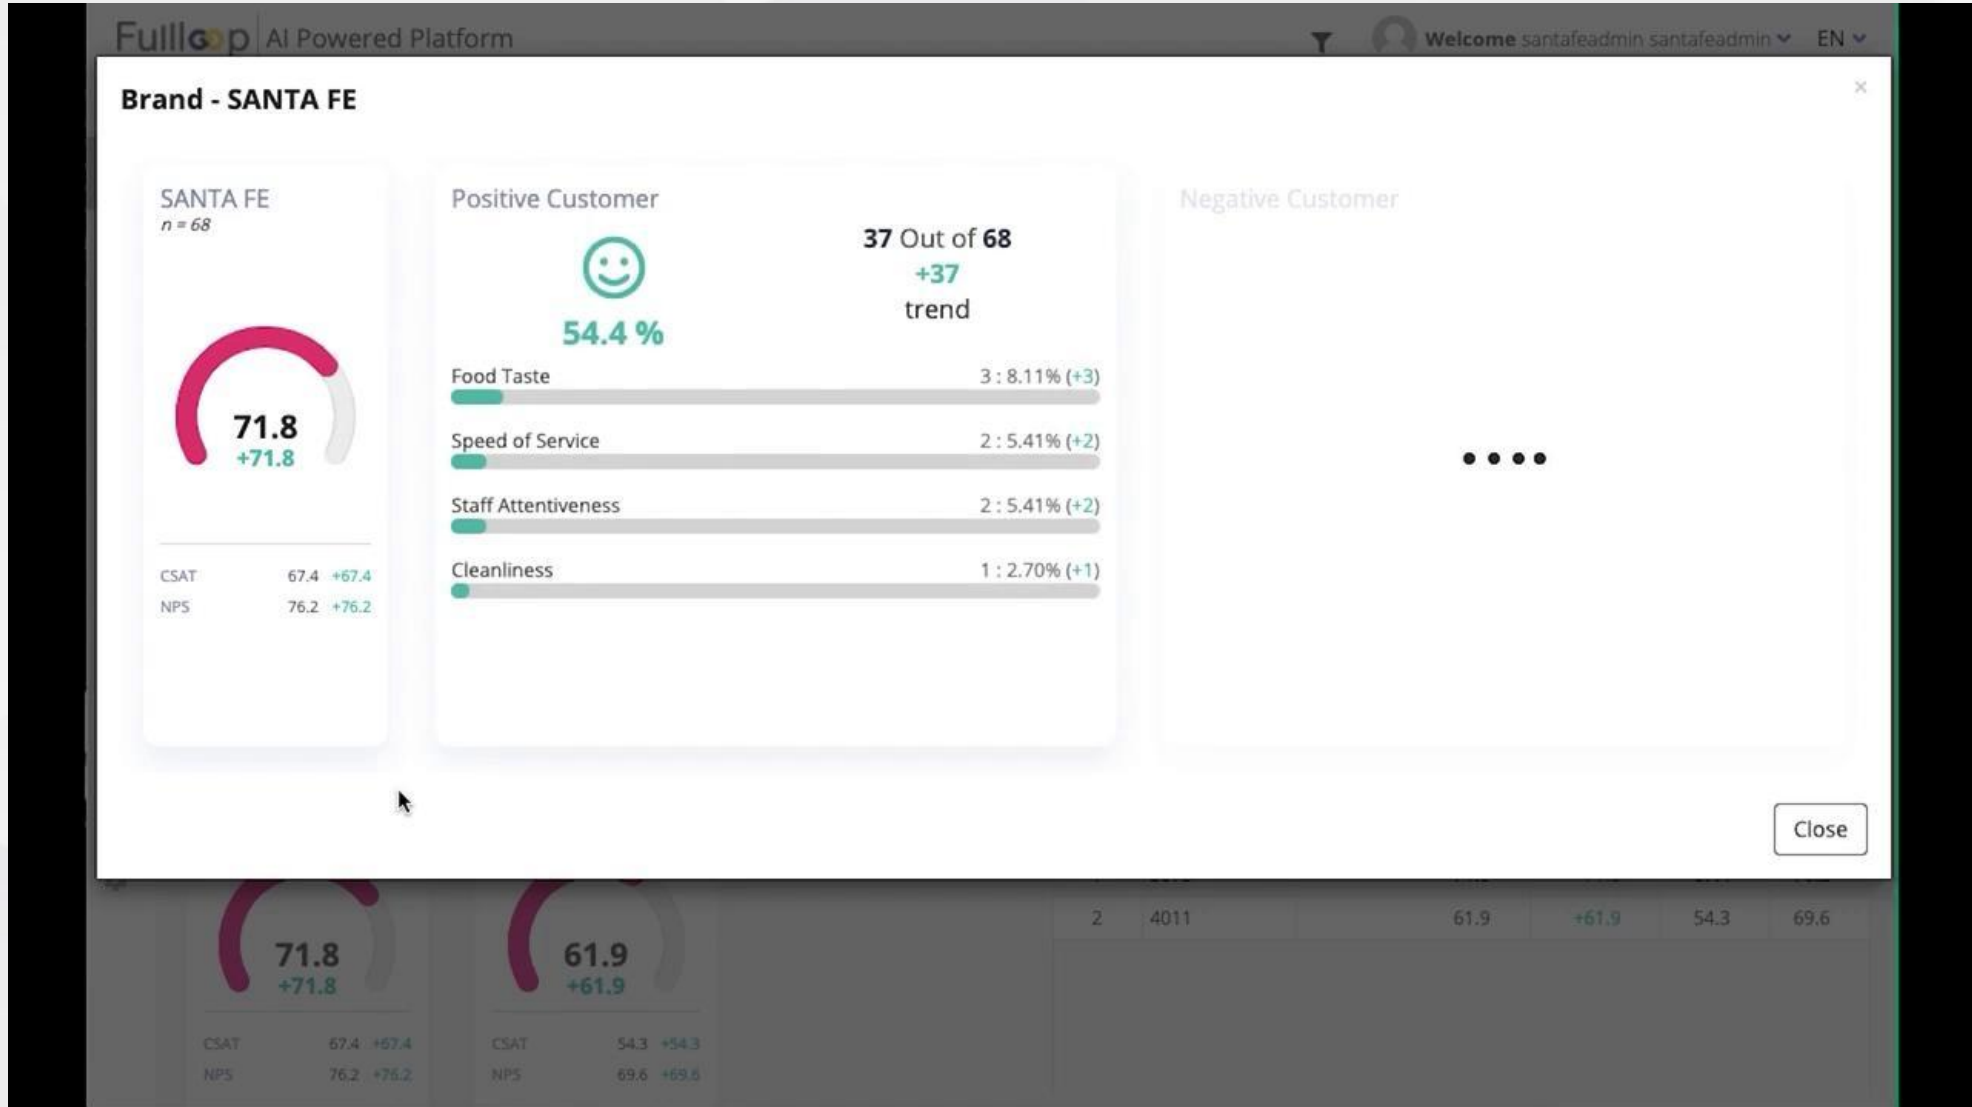 Fullloop AI Powered Platform
Welcome santafeadmin santafeadmin
EN
Brand - SANTA FE
×
SANTA FE
n = 68
71.8
+71.8
CSAT 67.4 +67.4
NPS 76.2 +76.2
Positive Customer
54.4 %
37 Out of 68
+37
trend
Food Taste 3 : 8.11% (+3)
Speed of Service 2 : 5.41% (+2)
Staff Attentiveness 2 : 5.41% (+2)
Cleanliness 1 : 2.70% (+1)
Negative Customer
Close
71.8
+71.8
CSAT 67.4 +67.4
NPS 76.2 +76.2
61.9
+61.9
CSAT 54.3 +54.3
NPS 69.6 +69.6
2 4011 61.9 +61.9 54.3 69.6